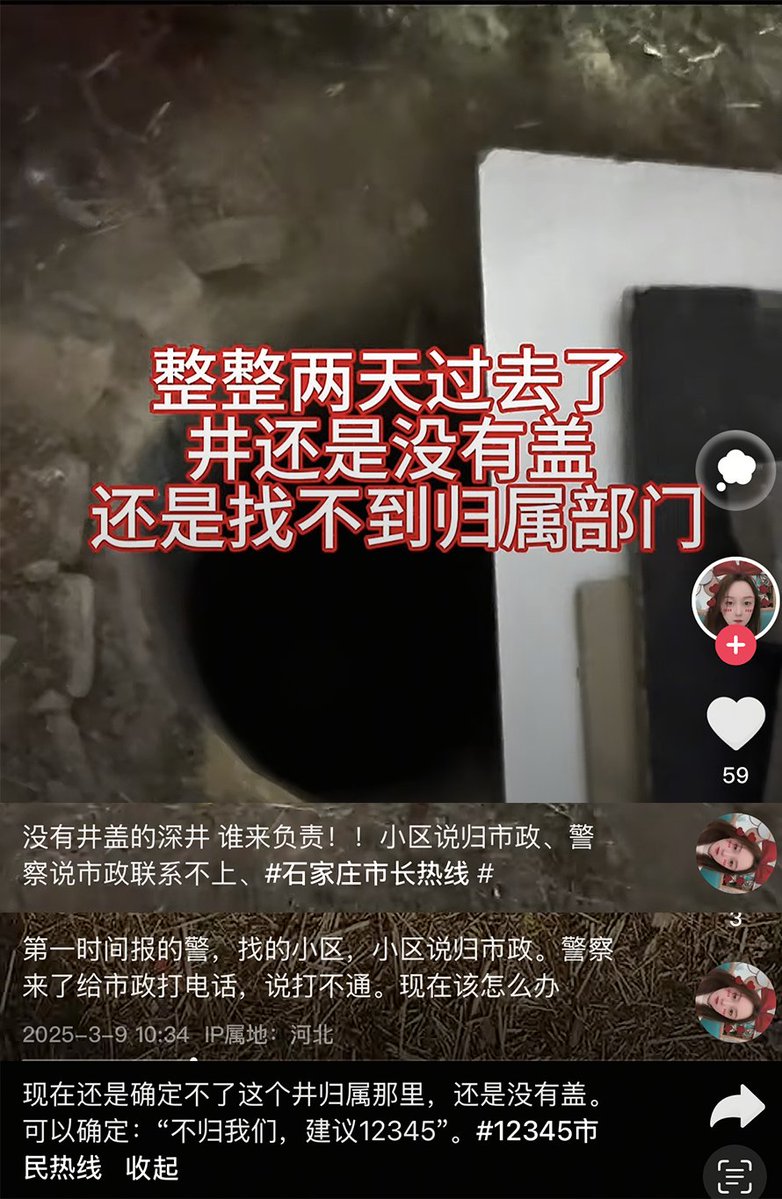 整整两天过去了
井还是没有盖
还是找不到归属部门
59
没有井盖的深井 谁来负责！！小区说归市政、警
察说市政联系不上、#石家庄市长热线 #
3
第一时间报的警，找的小区，小区说归市政。警察
来了给市政打电话，说打不通。现在该怎么办
2025-3-9 10:34 IP属地：河北
现在还是确定不了这个井归属那里，还是没有盖。
可以确定：“不归我们，建议12345”。#12345市
民热线 收起